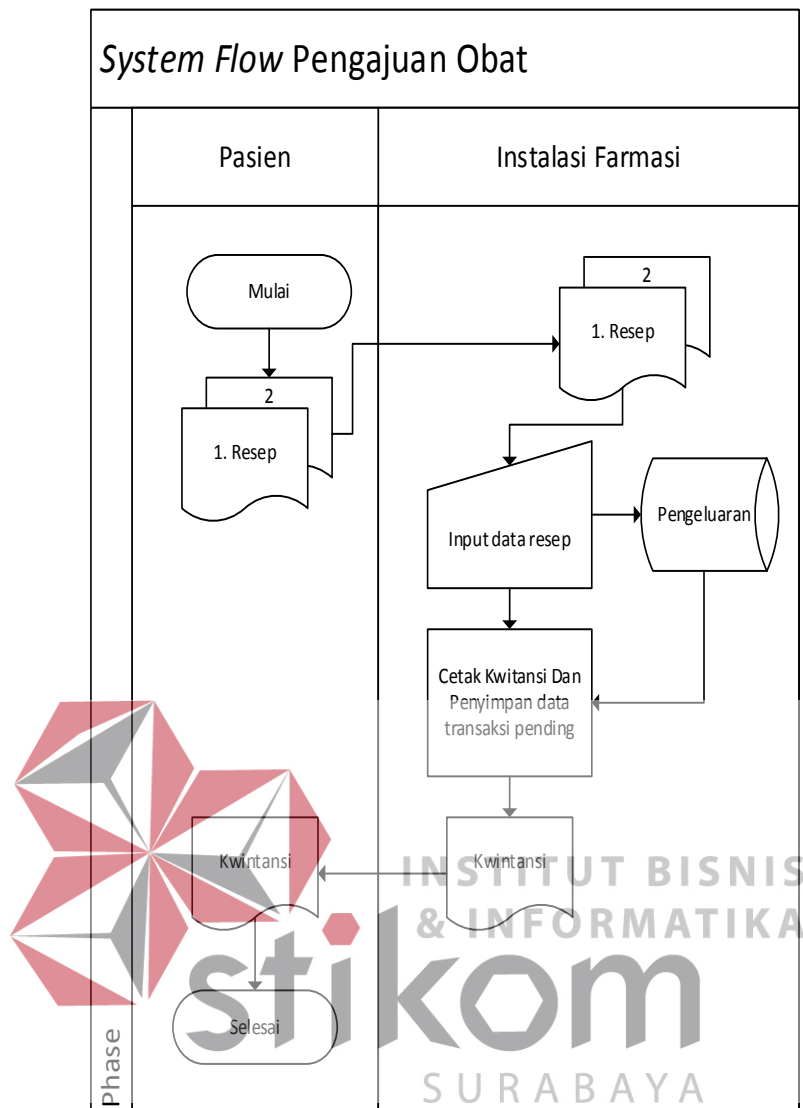 System Flow Pengajuan Obat
Pasien
Instalasi Farmasi
Mulai
2
1. Resep
2
1. Resep
Input data resep
Pengeluaran
Cetak Kwitansi Dan
Penyimpan data
transaksi pending
Kwintansi
Kwintansi
Selesai
Phase
INSTITUT BISNIS
& INFORMATIKA
stikom
SURABAYA